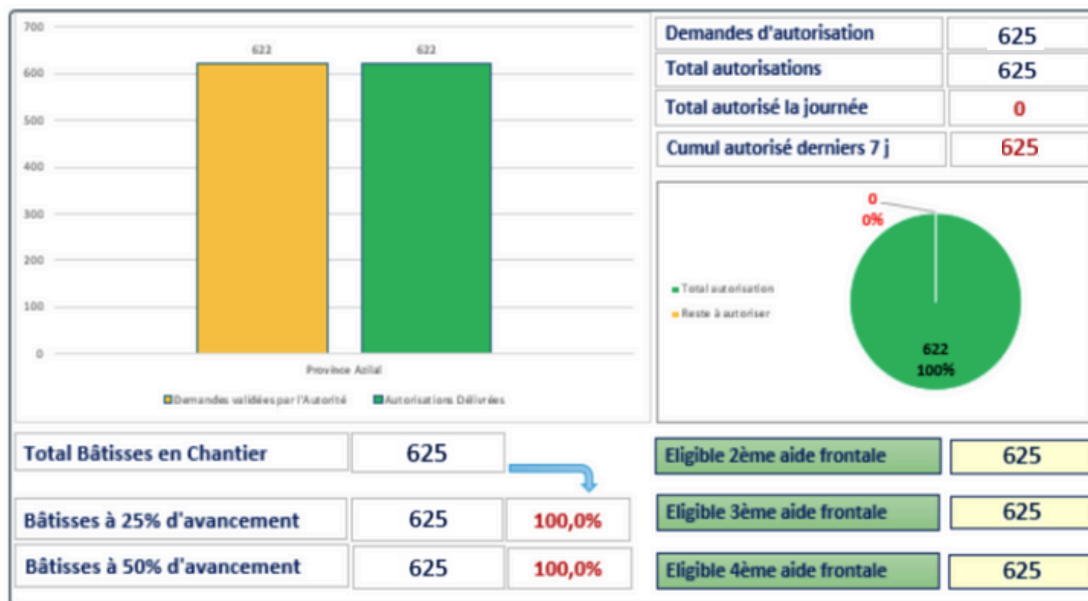 700
600
500
400
300
200
100
0
622
622
Province Azilal
Demandes validées par l'Autorité
Autorisations Délivrées
Demandes d'autorisation 625
Total autorisations 625
Total autorisé la journée 0
Cumul autorisé derniers 7 j 625
0
0%
Total autorisation
Reste à autoriser
622
100%
Total Bâtisses en Chantier 625
Bâtisses à 25% d'avancement 625 100,0%
Bâtisses à 50% d'avancement 625 100,0%
Eligible 2ème aide frontale 625
Eligible 3ème aide frontale 625
Eligible 4ème aide frontale 625